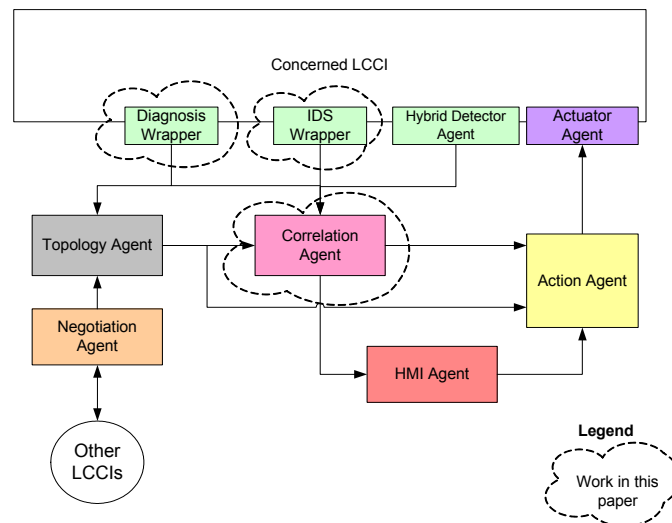 Concerned LCCI
Diagnosis
Wrapper
IDS
Wrapper
Hybrid Detector
Agent
Actuator
Agent
Topology Agent
Correlation
Agent
Action Agent
Negotiation
Agent
HMI Agent
Other
LCCIs
Legend
Work in this
paper